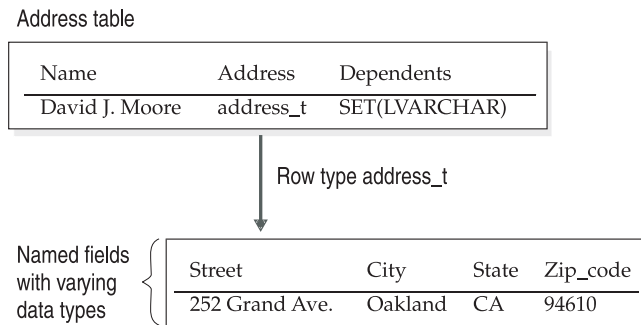 Address table
Name Address Dependents
David J. Moore address_t SET(LVARCHAR)
Row type address_t
Named fields
with varying
data types
Street City State Zip_code
252 Grand Ave. Oakland CA 94610